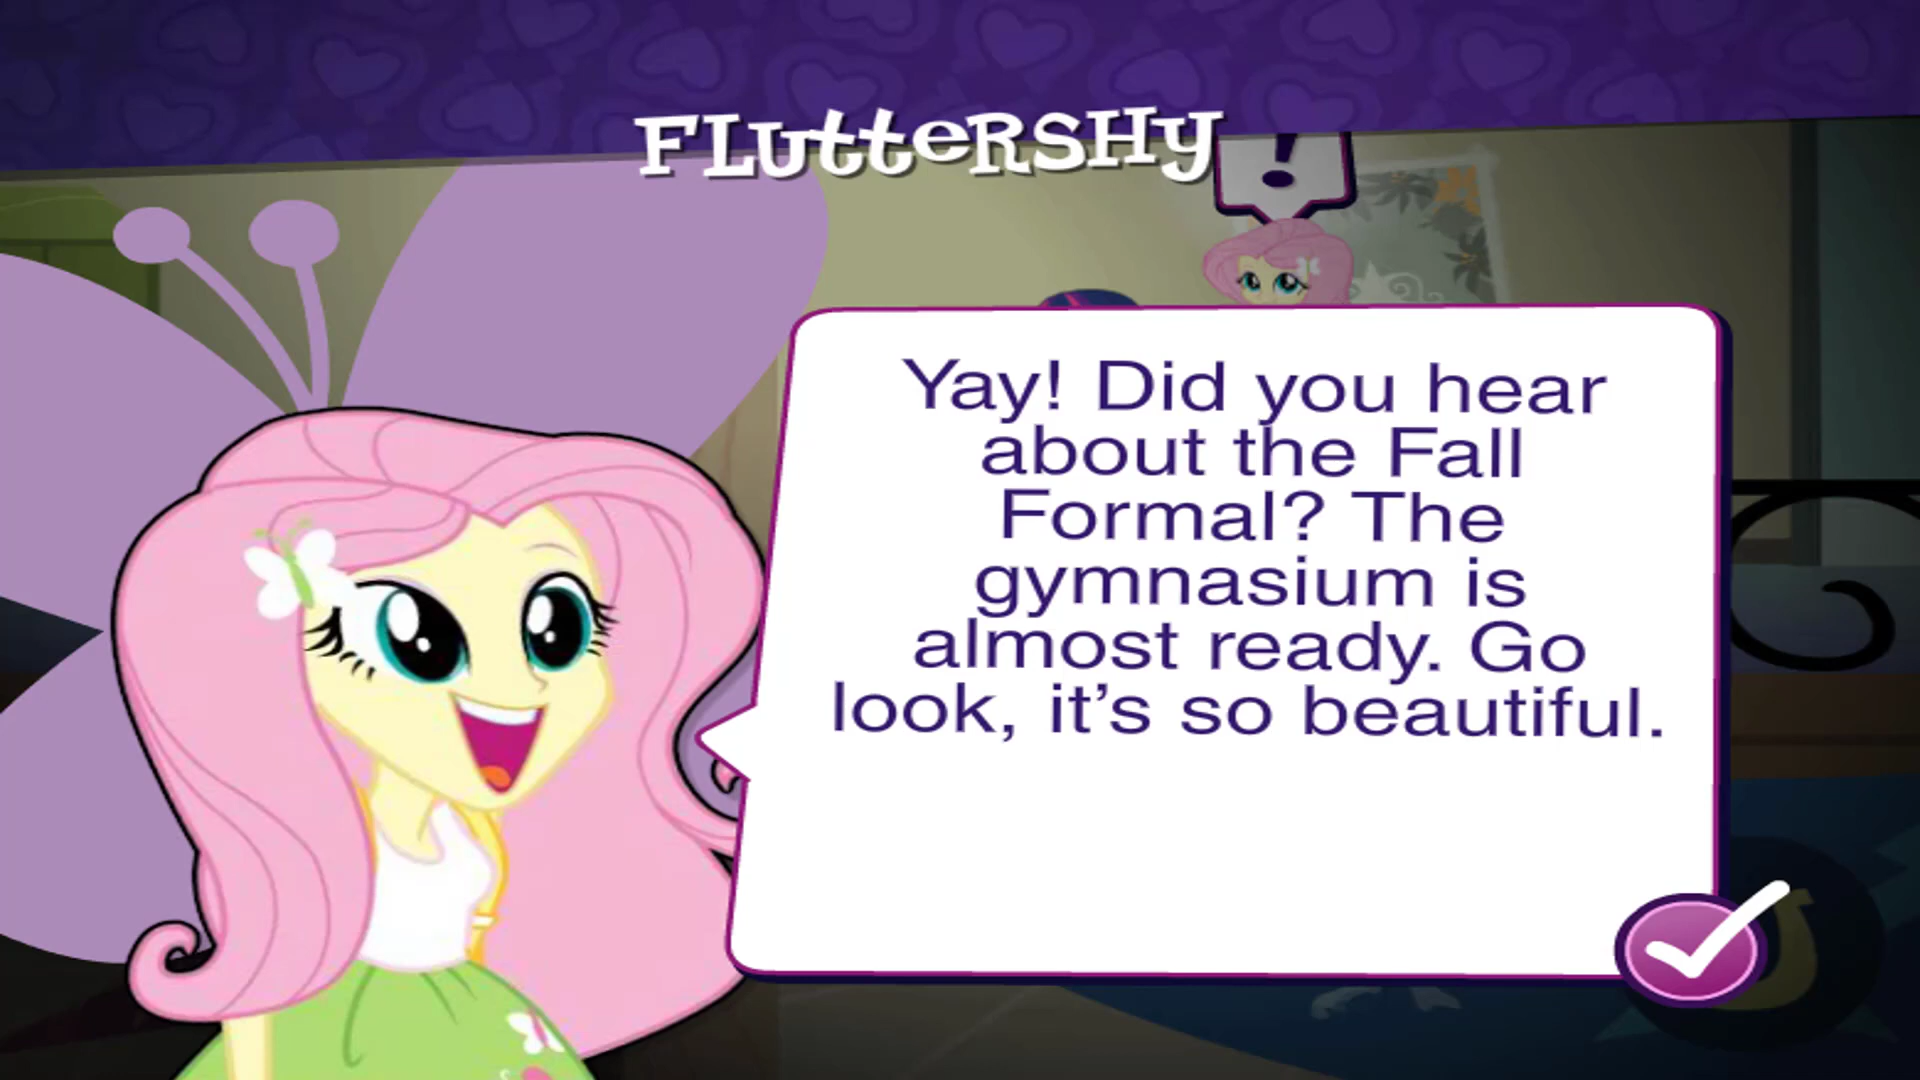 FLutteRSHy
!
Yay! Did you hear
about the Fall
Formal? The
gymnasium is
almost ready. Go
look, it’s so beautiful.